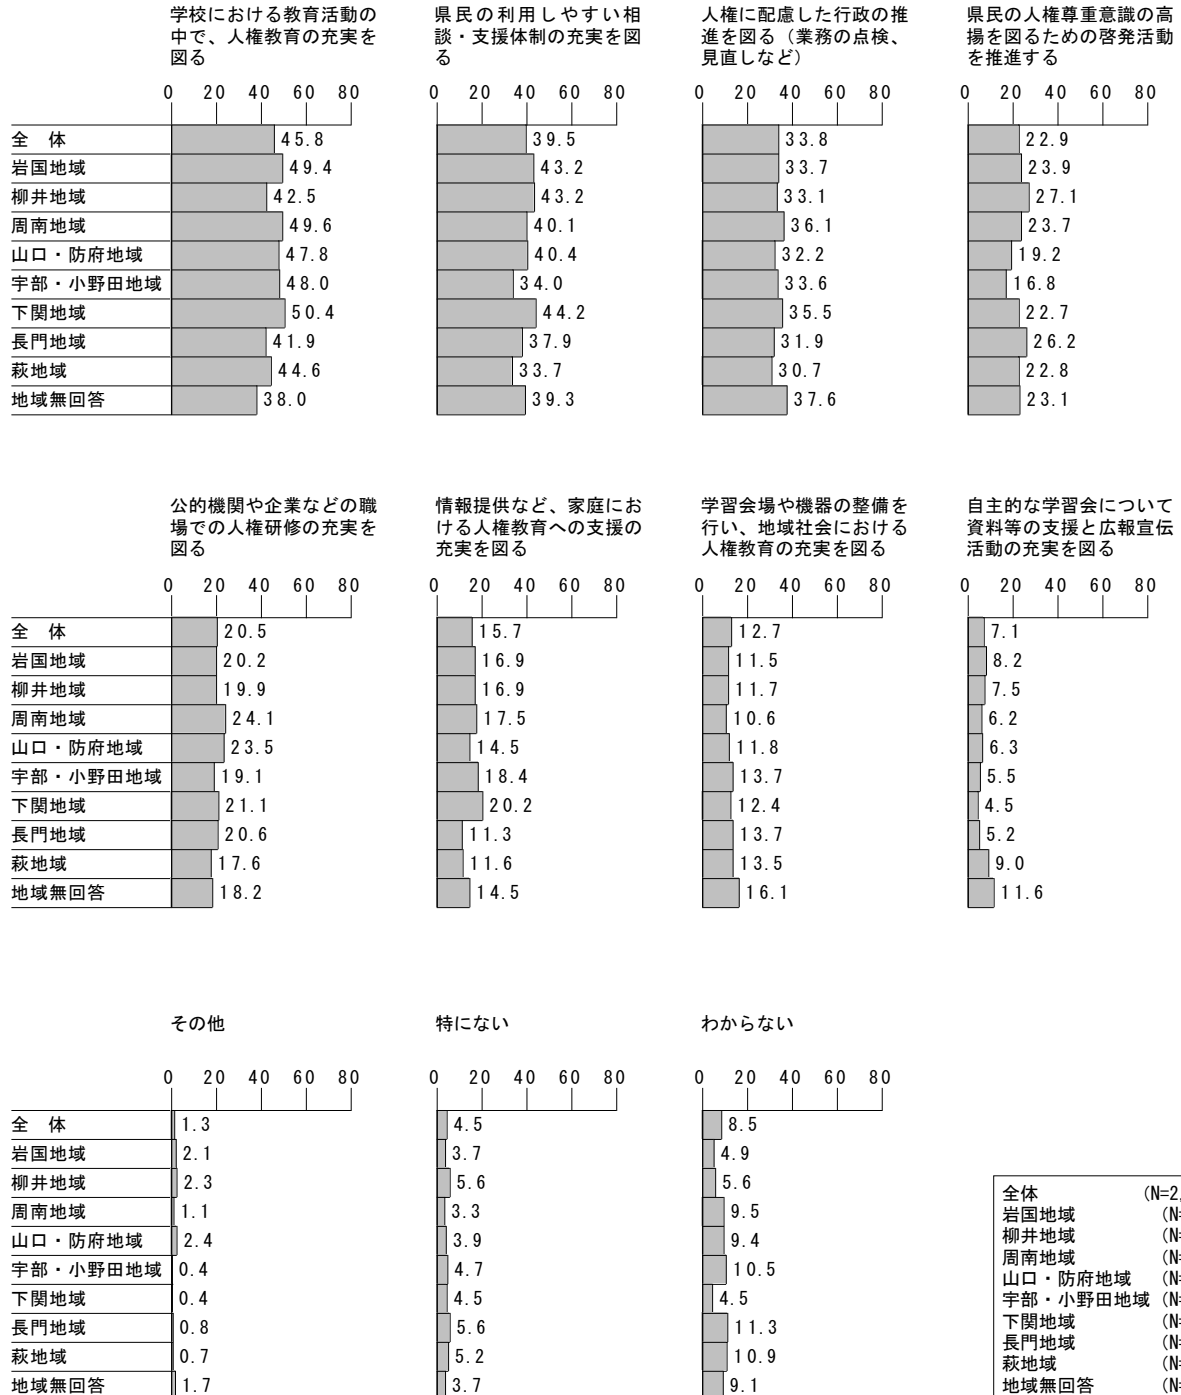 学校における教育活動の
中で、人権教育の充実を
図る
県民の利用しやすい相
談・支援体制の充実を図
る
人権に配慮した行政の推
進を図る（業務の点検、
見直しなど）
県民の人権尊重意識の高
揚を図るための啓発活動
を推進する
0 20 40 60 80 0 20 40 60 80 0 20 40 60 80 0 20 40 60 80
全　体 45.8 39.5 33.8 22.9
岩国地域 49.4 43.2 33.7 23.9
柳井地域 42.5 43.2 33.1 27.1
周南地域 49.6 40.1 36.1 23.7
山口・防府地域 47.8 40.4 32.2 19.2
宇部・小野田地域 48.0 34.0 33.6 16.8
下関地域 50.4 44.2 35.5 22.7
長門地域 41.9 37.9 31.9 26.2
萩地域 44.6 33.7 30.7 22.8
地域無回答 38.0 39.3 37.6 23.1
公的機関や企業などの職
場での人権研修の充実を
図る
情報提供など、家庭にお
ける人権教育への支援の
充実を図る
学習会場や機器の整備を
行い、地域社会における
人権教育の充実を図る
自主的な学習会について
資料等の支援と広報宣伝
活動の充実を図る
0 20 40 60 80 0 20 40 60 80 0 20 40 60 80 0 20 40 60 80
全　体 20.5 15.7 12.7 7.1
岩国地域 20.2 16.9 11.5 8.2
柳井地域 19.9 16.9 11.7 7.5
周南地域 24.1 17.5 10.6 6.2
山口・防府地域 23.5 14.5 11.8 6.3
宇部・小野田地域 19.1 18.4 13.7 5.5
下関地域 21.1 20.2 12.4 4.5
長門地域 20.6 11.3 13.7 5.2
萩地域 17.6 11.6 13.5 9.0
地域無回答 18.2 14.5 16.1 11.6
その他
特にない
わからない
0 20 40 60 80 0 20 40 60 80 0 20 40 60 80
全　体 1.3 4.5 8.5
岩国地域 2.1 3.7 4.9
柳井地域 2.3 5.6 5.6
周南地域 1.1 3.3 9.5
山口・防府地域 2.4 3.9 9.4
宇部・小野田地域 0.4 4.7 10.5
下関地域 0.4 4.5 4.5
長門地域 0.8 5.6 11.3
萩地域 0.7 5.2 10.9
地域無回答 1.7 3.7 9.1
全体 (N=2,
岩国地域 (N=
柳井地域 (N=
周南地域 (N=
山口・防府地域 (N=
宇部・小野田地域 (N=
下関地域 (N=
長門地域 (N=
萩地域 (N=
地域無回答 (N=